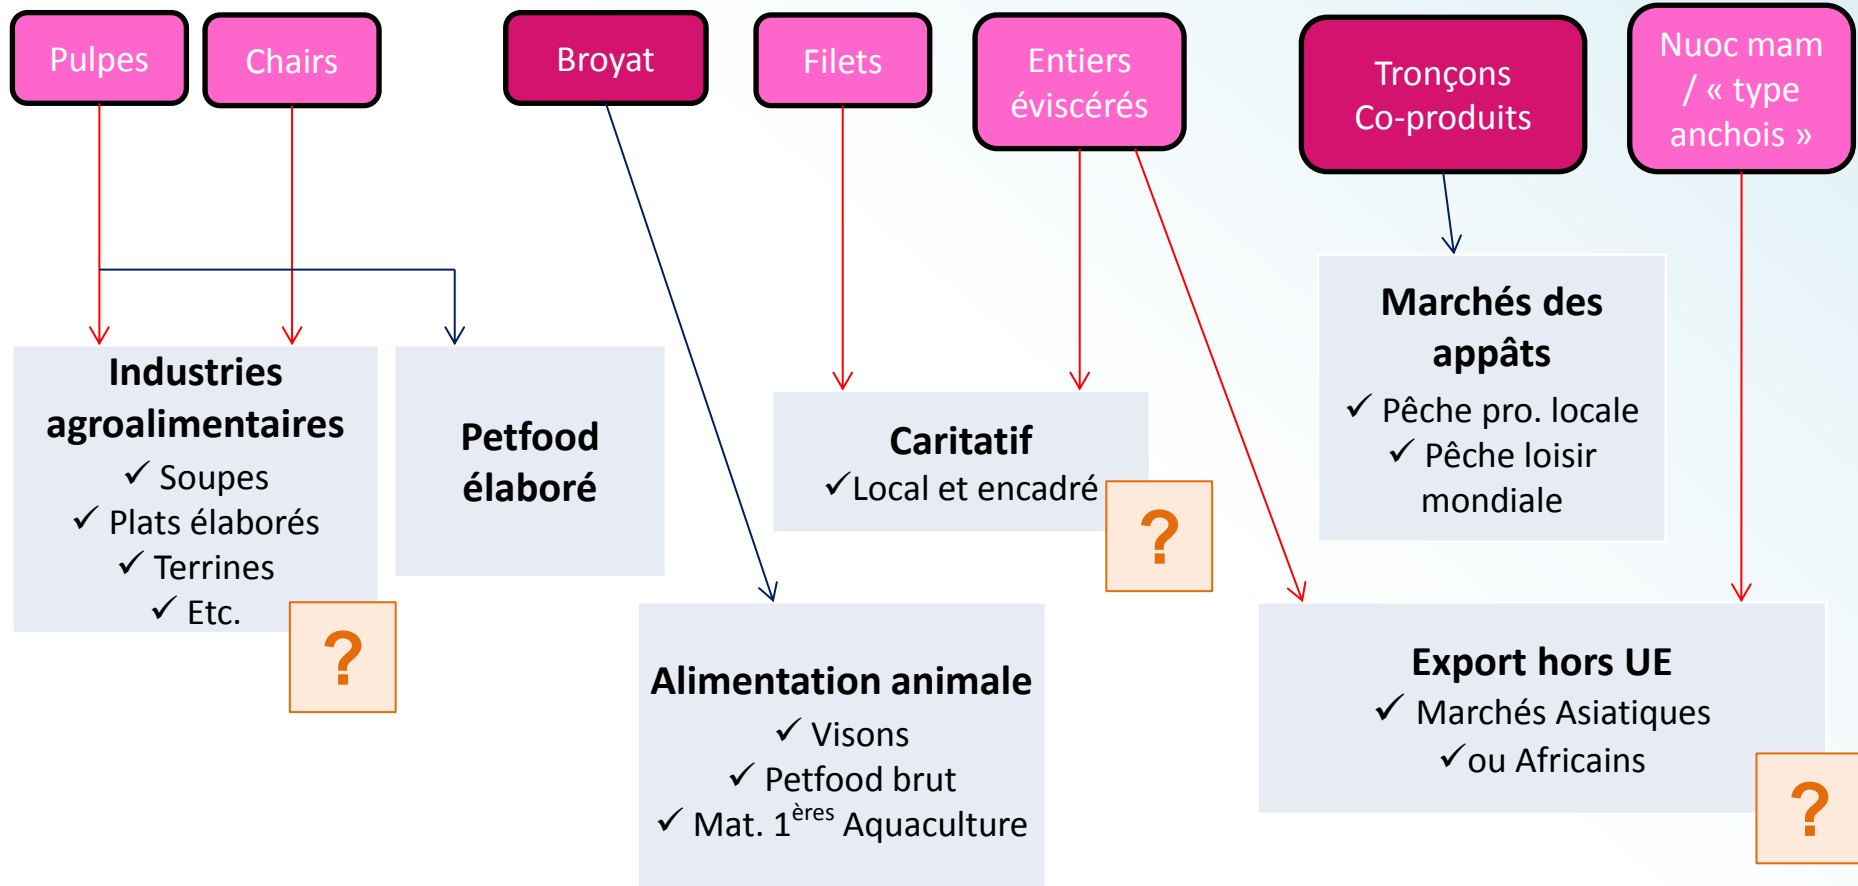 Pulpes
Chairs
Broyat
Filets
Entiers
éviscérés
Tronçons
Co-produits
Nuoc mam
/ « type
anchois »
Industries
agroalimentaires
✓ Soupes
✓ Plats élaborés
✓ Terrines
✓ Etc.
?
Petfood
élaboré
Caritatif
✓Local et encadré
?
Marchés des
appâts
✓ Pêche pro. locale
✓ Pêche loisir
mondiale
Alimentation animale
✓ Visons
✓ Petfood brut
✓ Mat. 1ères Aquaculture
Export hors UE
✓ Marchés Asiatiques
✓ou Africains
?